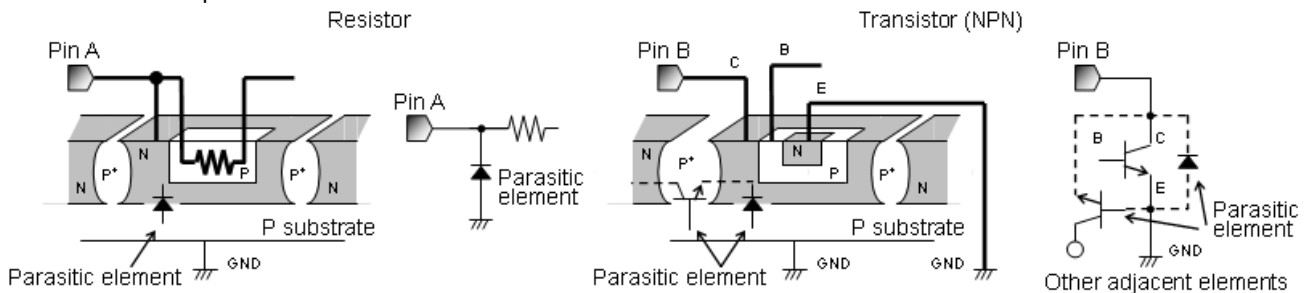 Resistor
Pin A
N
N
P+
P
P+
N
Parasitic element
GND
P substrate
Pin A
Parasitic
element
Transistor (NPN)
Pin B
C
B
E
N
N
P+
N
P
P+
N
P substrate
Parasitic element
GND
GND
Pin B
B
C
E
Parasitic
element
Other adjacent elements